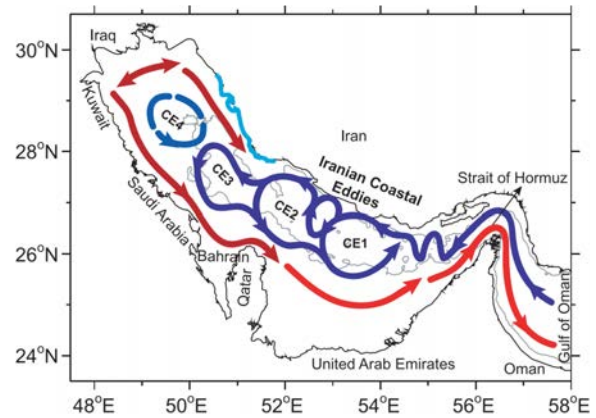 30°N
28°N
26°N
24°N
48°E
50°E
52°E
54°E
56°E
58°E
Iraq
Kuwait
Iran
Iranian Coastal
Eddies
Strait of Hormuz
CE4
CE3
CE2
CE1
Saudi Arabia
Bahrain
Qatar
United Arab Emirates
Oman
Gulf of Oman